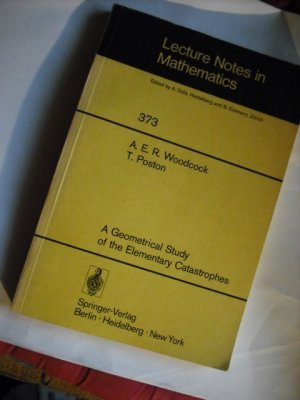 Lecture Notes in
Mathematics
Edited by A. Dold, Heidelberg and B. Eckmann, Zürich
373
A. E. R. Woodcock
T. Poston
A Geometrical Study
of the Elementary Catastrophes
Springer-Verlag
Berlin · Heidelberg · New York